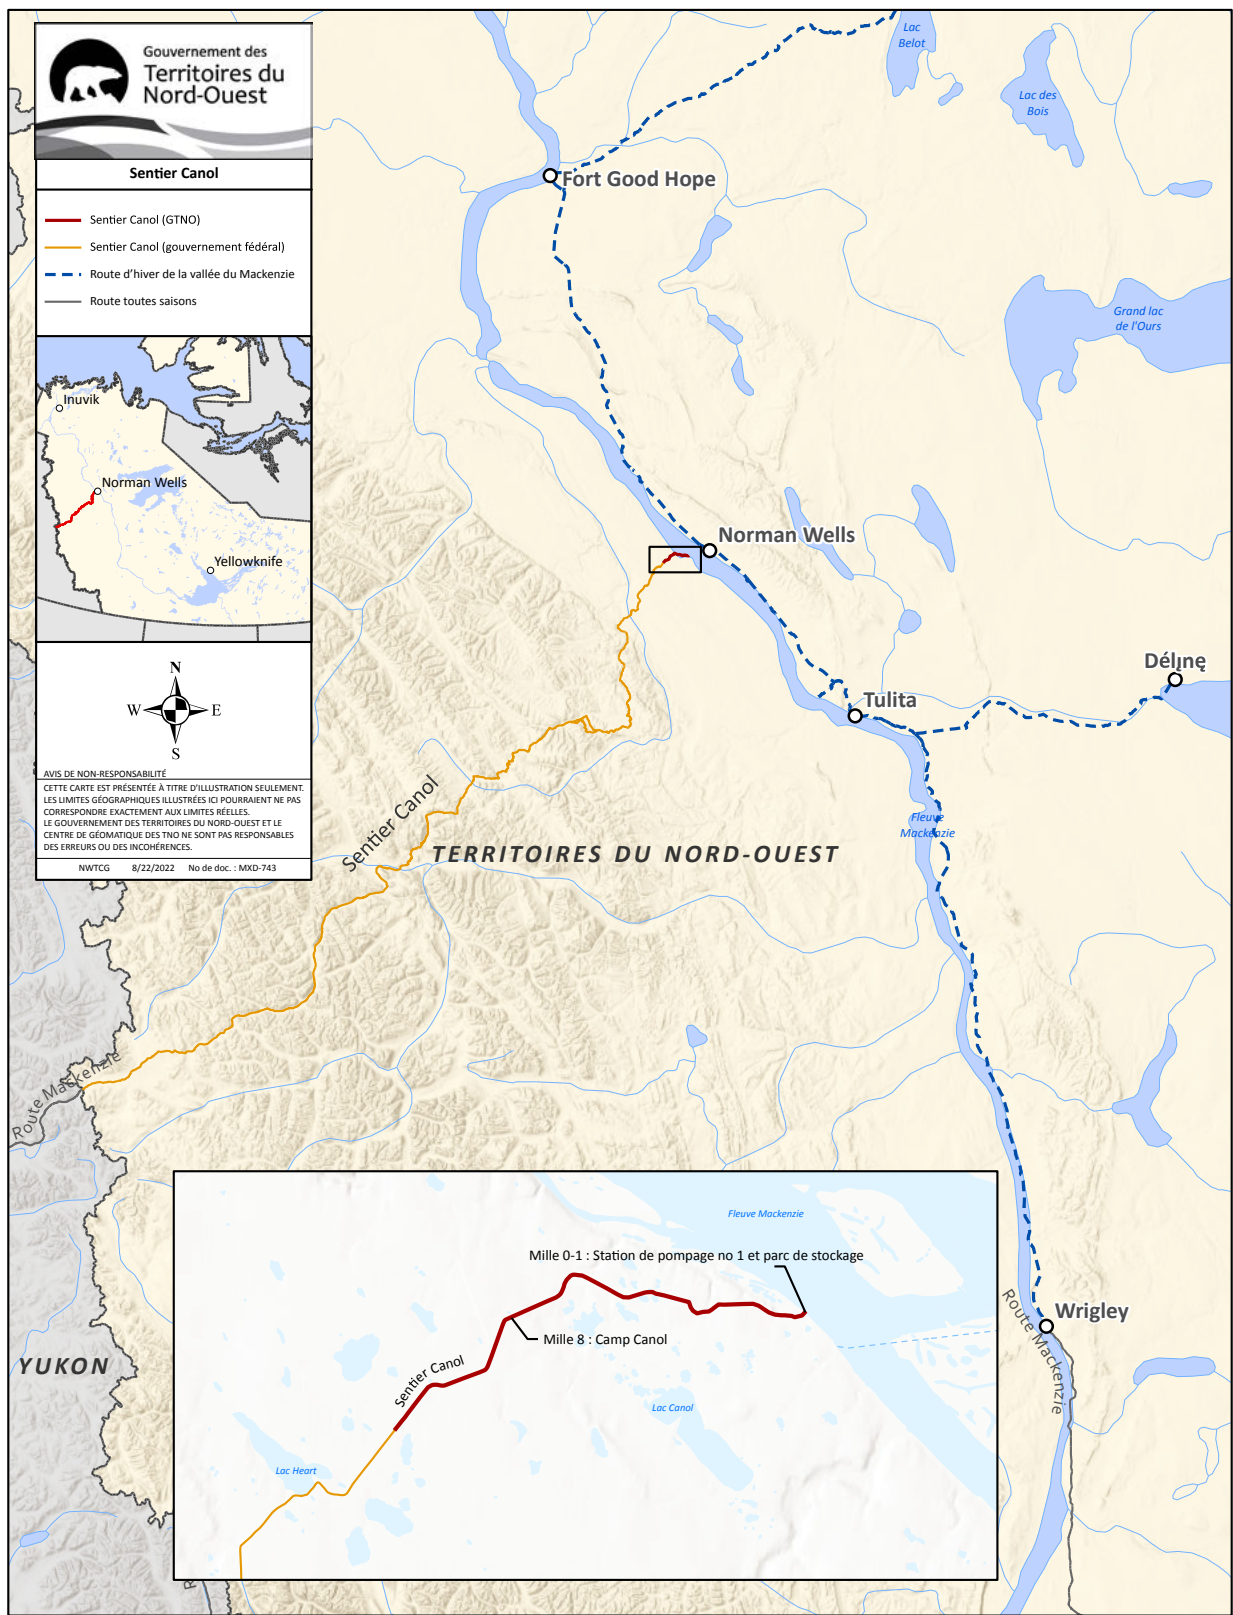 Gouvernement des
Territoires du
Nord-Ouest
Sentier Canol
Sentier Canol (GTNO)
Sentier Canol (gouvernement fédéral)
Route d'hiver de la vallée du Mackenzie
Route toutes saisons
Inuvik
Norman Wells
Yellowknife
N
W
E
S
AVIS DE NON-RESPONSABILITÉ
CETTE CARTE EST PRÉSENTÉE À TITRE D'ILLUSTRATION SEULEMENT.
LES LIMITES GÉOGRAPHIQUES ILLUSTRÉES ICI POURRAIENT NE PAS
CORRESPONDRE EXACTEMENT AUX LIMITES RÉELLES.
LE GOUVERNEMENT DES TERRITOIRES DU NORD-OUEST ET LE
CENTRE DE GÉOMATIQUE DES TNO NE SONT PAS RESPONSABLES
DES ERREURS OU DES INCOHÉRENCES.
NWTCG 8/22/2022 No de doc. : MXD-743
Lac
Belot
Lac des
Bois
Fort Good Hope
Grand lac
de l'Ours
Norman Wells
Délı̨nę
Tulita
Sentier Canol
Fleuve
Mackenzie
TERRITOIRES DU NORD-OUEST
Route Mackenzie
Wrigley
Route Mackenzie
YUKON
Fleuve Mackenzie
Mille 0-1 : Station de pompage no 1 et parc de stockage
Mille 8 : Camp Canol
Sentier Canol
Lac Canol
Lac Heart